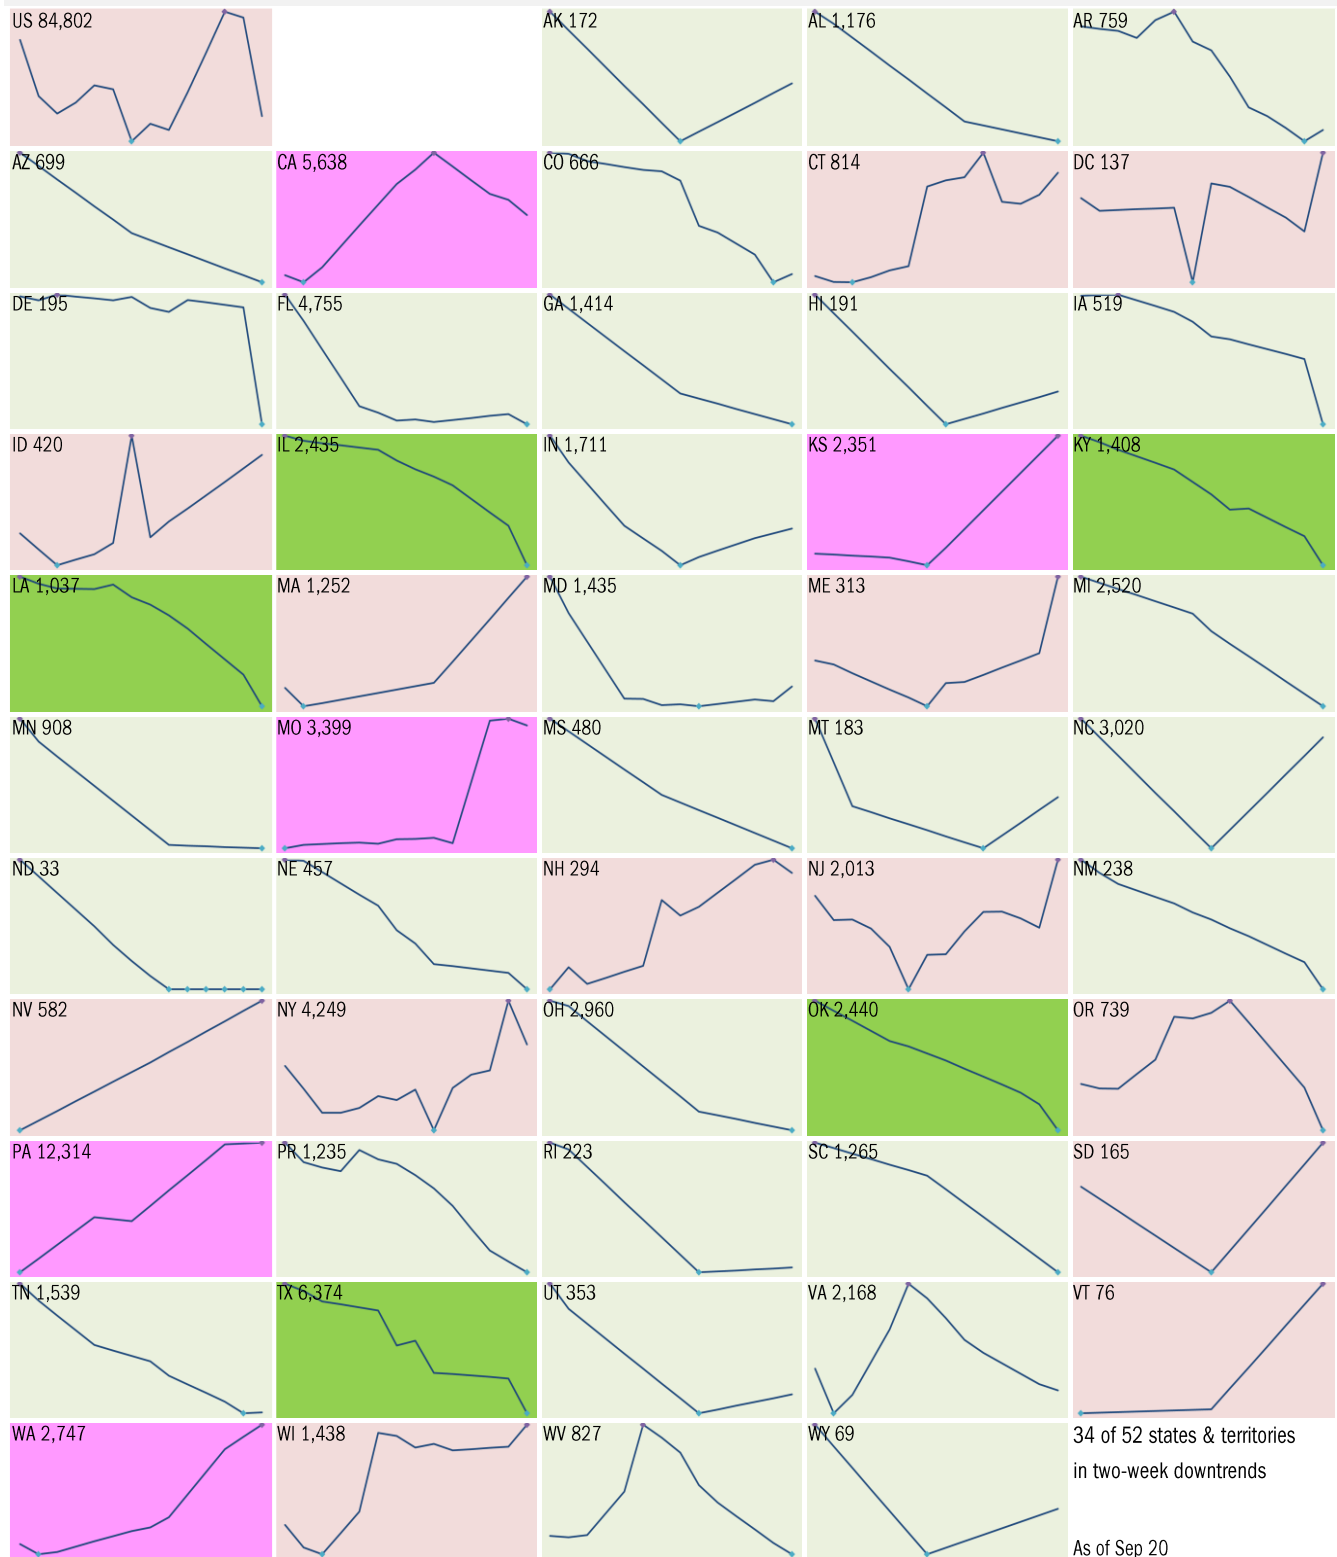 US 84,802
AK 172
AL 1,176
AR 759
AZ 699
CA 5,638
CO 666
CT 814
DC 137
DE 195
FL 4,755
GA 1,414
HI 191
IA 519
ID 420
IL 2,435
IN 1,711
KS 2,351
KY 1,408
LA 1,037
MA 1,252
MD 1,435
ME 313
MI 2,520
MN 908
MO 3,399
MS 480
MT 183
NC 3,020
ND 33
NE 457
NH 294
NJ 2,013
NM 238
NV 582
NY 4,249
OH 2,960
OK 2,440
OR 739
PA 12,314
PR 1,235
RI 223
SC 1,265
SD 165
TN 1,539
TX 6,374
UT 353
VA 2,168
VT 76
WA 2,747
WI 1,438
WV 827
WY 69
34 of 52 states & territories
in two-week downtrends
As of Sep 20